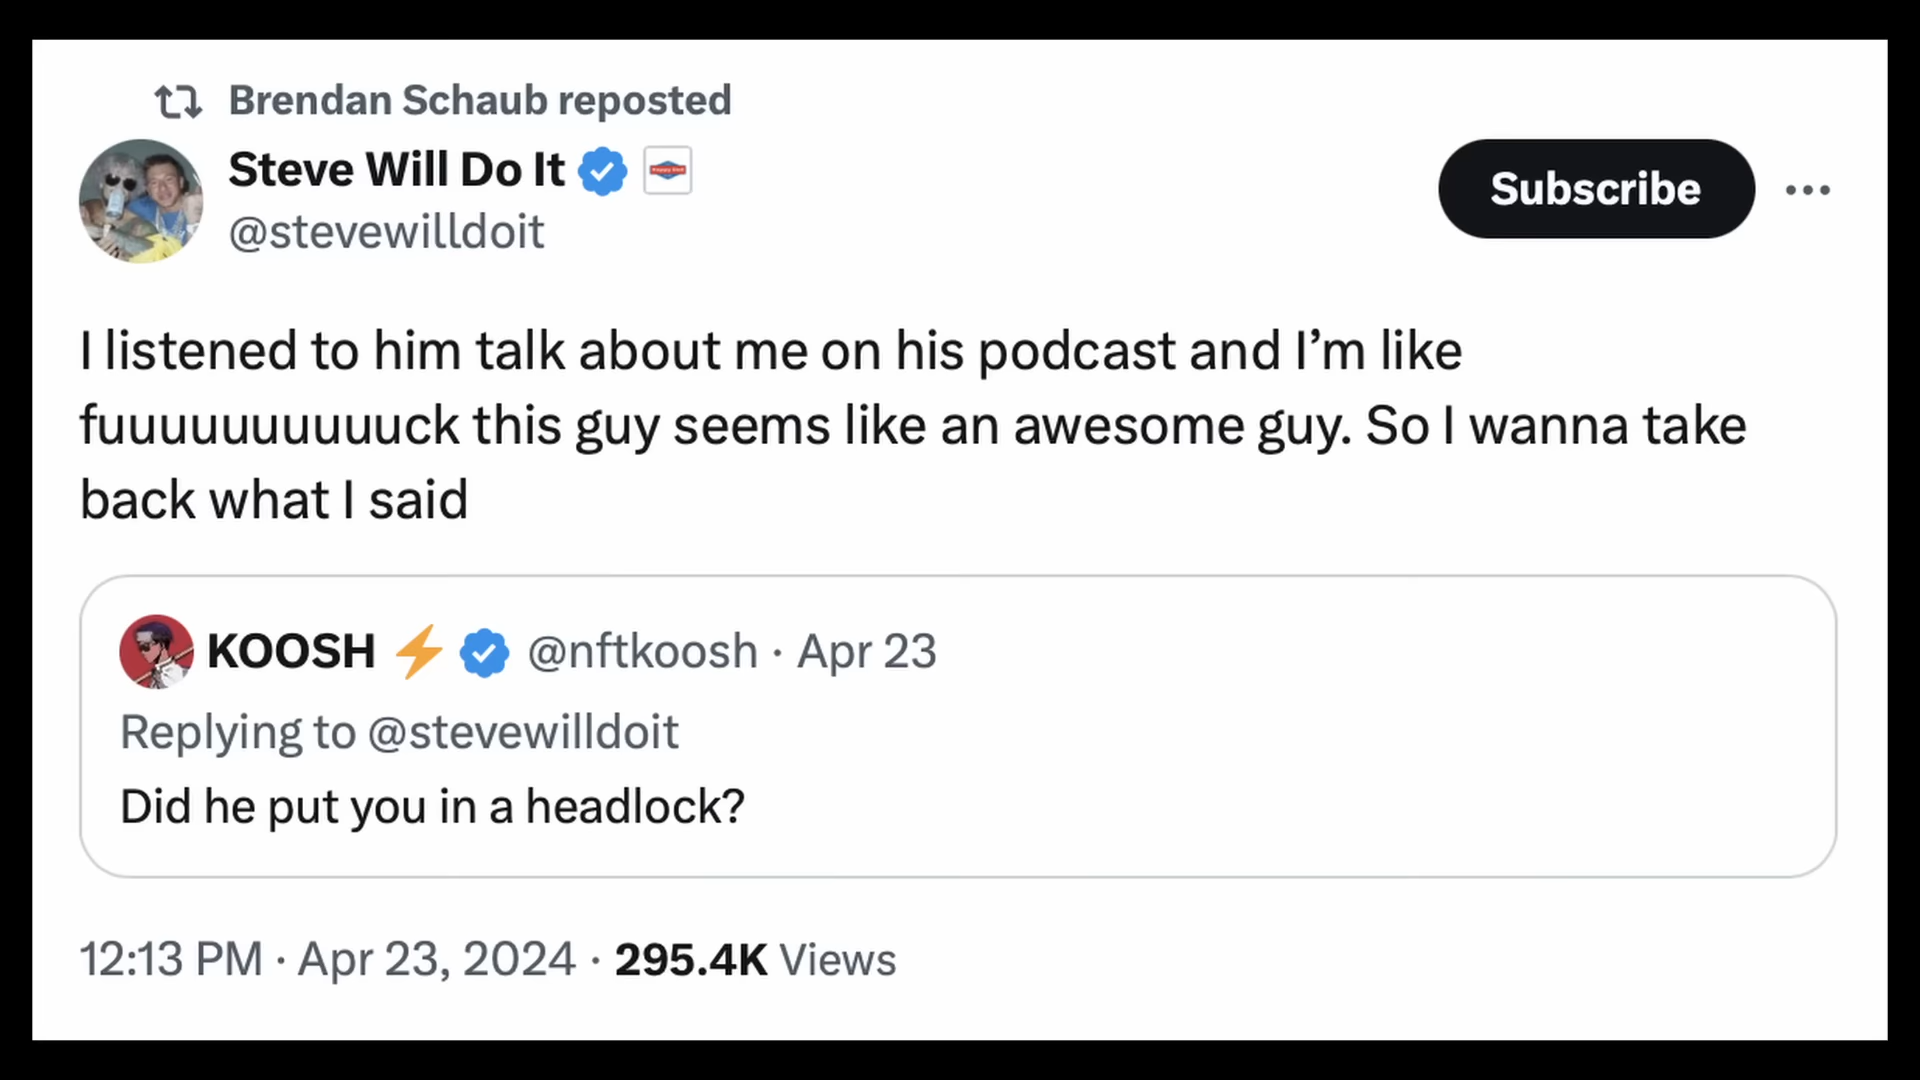 Brendan Schaub reposted
Steve Will Do It
@stevewilldoit
Subscribe
I listened to him talk about me on his podcast and I’m like
fuuuuuuuuuuck this guy seems like an awesome guy. So I wanna take
back what I said
KOOSH ⚡ @nftkoosh · Apr 23
Replying to @stevewilldoit
Did he put you in a headlock?
12:13 PM · Apr 23, 2024 · 295.4K Views